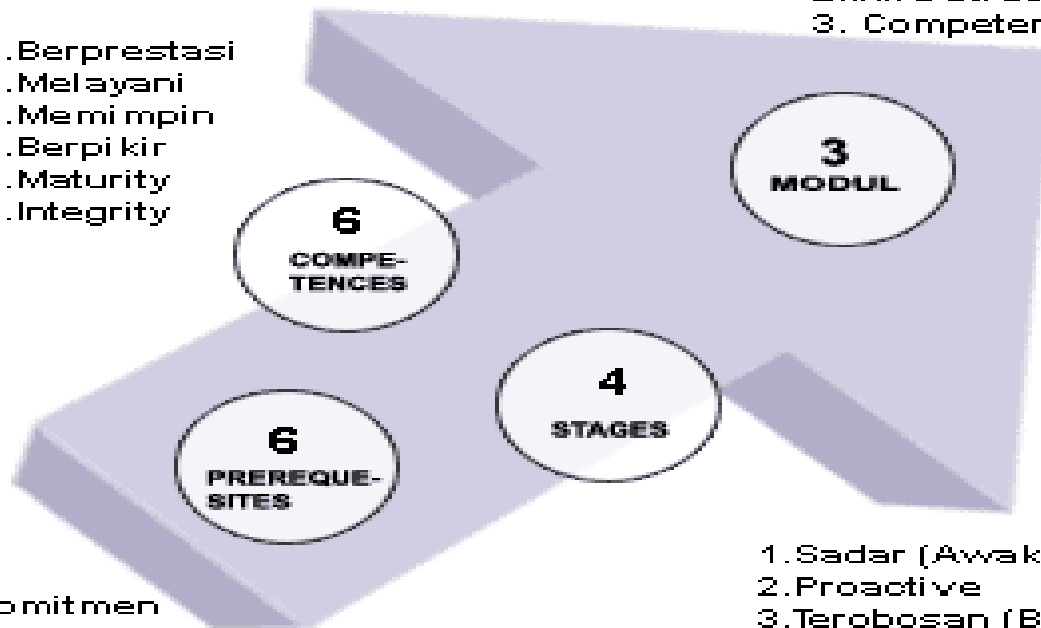 3. Competen
.Berprestasi
.Melayani
.Memimpin
.Berpikir
.Maturity
.Integrity
3
MODUL
6
COMPE-
TENCES
4
STAGES
6
PREREQUE-
SITES
1.Sadar (Awak
2.Proactive
3.Terobosan (B
omitmen